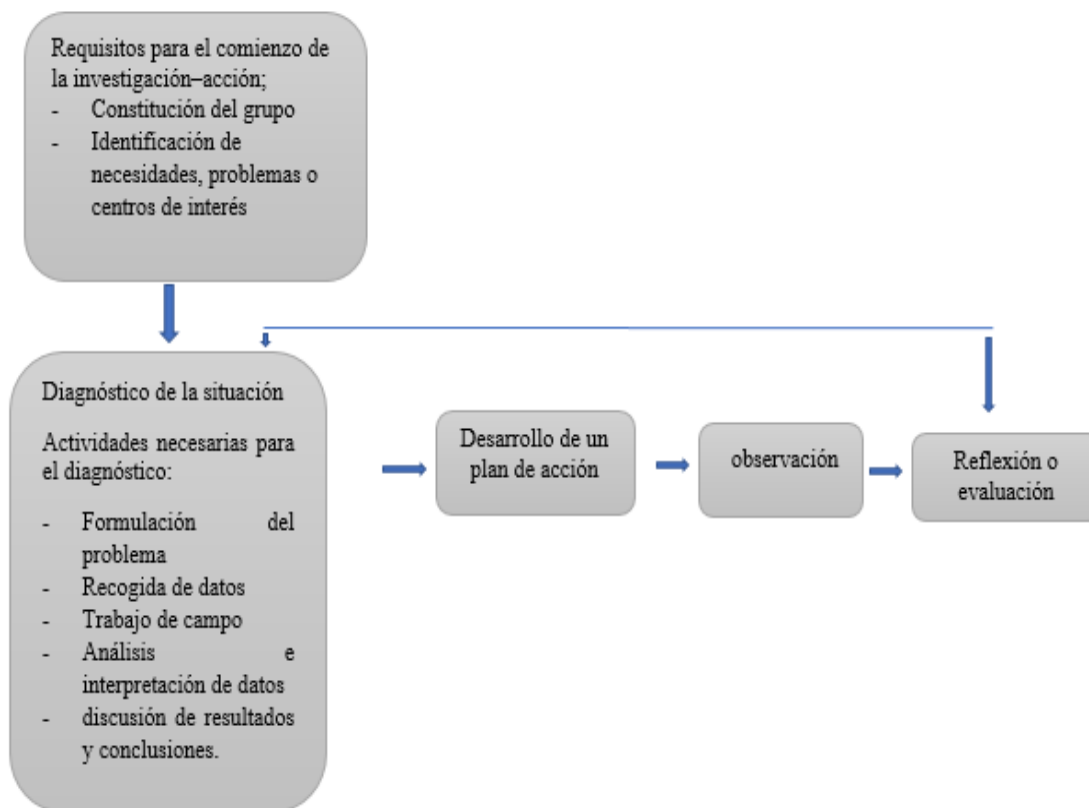 Requisitos para el comienzo de
la investigación–acción;
- Constitución del grupo
- Identificación de
necesidades, problemas o
centros de interés
Diagnóstico de la situación
Actividades necesarias para
el diagnóstico:
- Formulación del
problema
- Recogida de datos
- Trabajo de campo
- Análisis e
interpretación de datos
- discusión de resultados
y conclusiones.
Desarrollo de un
plan de acción
observación
Reflexión o
evaluación